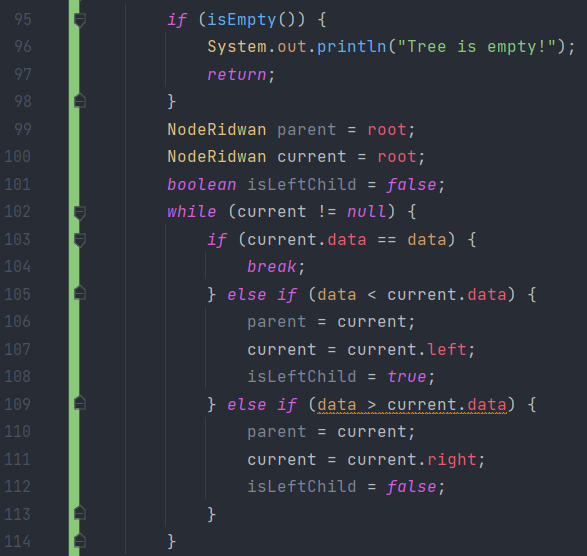 95 if (isEmpty()) {
96 System.out.println("Tree is empty!");
97 return;
98 }
99 NodeRidwan parent = root;
100 NodeRidwan current = root;
101 boolean isLeftChild = false;
102 while (current != null) {
103 if (current.data == data) {
104 break;
105 } else if (data < current.data) {
106 parent = current;
107 current = current.left;
108 isLeftChild = true;
109 } else if (data > current.data) {
110 parent = current;
111 current = current.right;
112 isLeftChild = false;
113 }
114 }